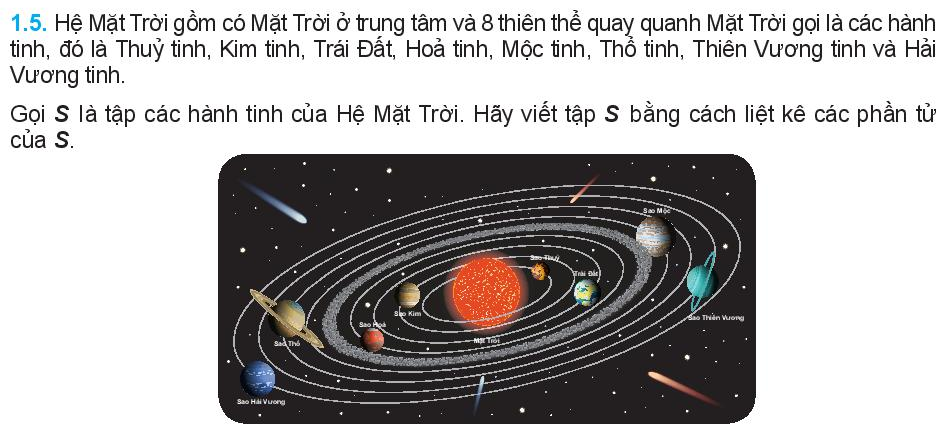 1.5. Hệ Mặt Trời gồm có Mặt Trời ở trung tâm và 8 thiên thể quay quanh Mặt Trời gọi là các hành
tinh, đó là Thuỷ tinh, Kim tinh, Trái Đất, Hoả tinh, Mộc tinh, Thổ tinh, Thiên Vương tinh và Hải
Vương tinh.
Gọi S là tập các hành tinh của Hệ Mặt Trời. Hãy viết tập S bằng cách liệt kê các phần tử
của S.
Sao Mộc
Sao Thuỷ
Trái Đất
Sao Kim
Sao Thiên Vương
Sao Hoả
Mặt Trời
Sao Thổ
Sao Hải Vương